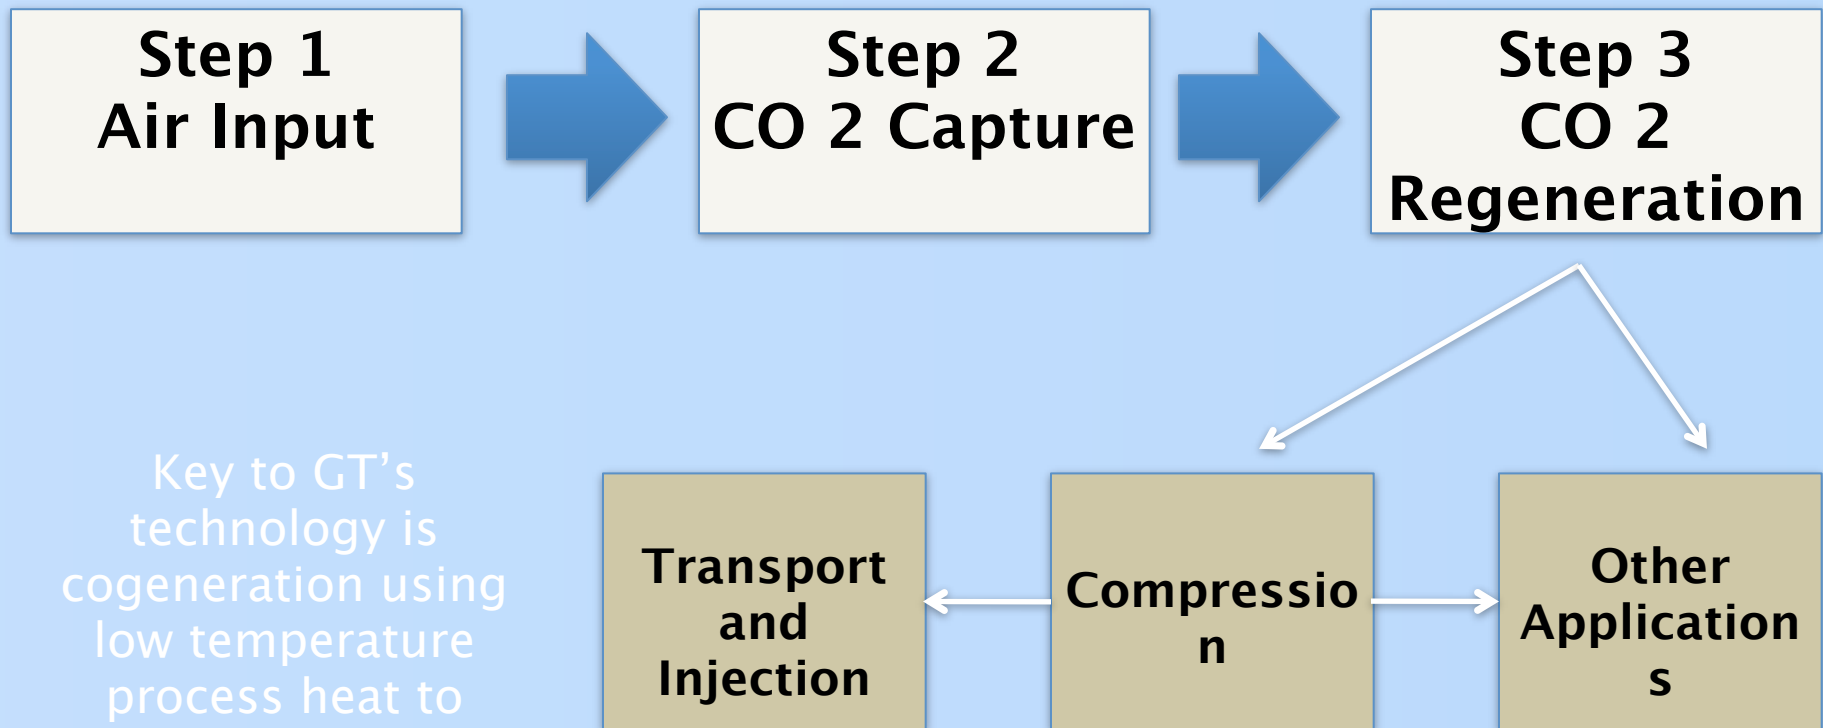 Step 1
Air Input
Step 2
CO 2 Capture
Step 3
CO 2
Regeneration
Key to GT’s
technology is
cogeneration using
low temperature
process heat to
Transport
and
Injection
Compressio
n
Other
Application
s